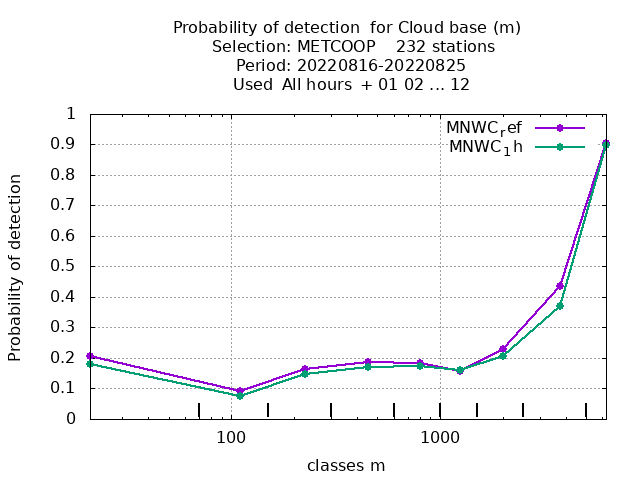 Probability of detection  for Cloud base (m)
Selection: METCOOP    232 stations
Period: 20220816-20220825
Used  All hours  + 01 02 ... 12
MNWC_ref
MNWC_1h
1
0.9
0.8
0.7
0.6
0.5
0.4
0.3
0.2
0.1
0
Probability of detection
100
1000
classes m